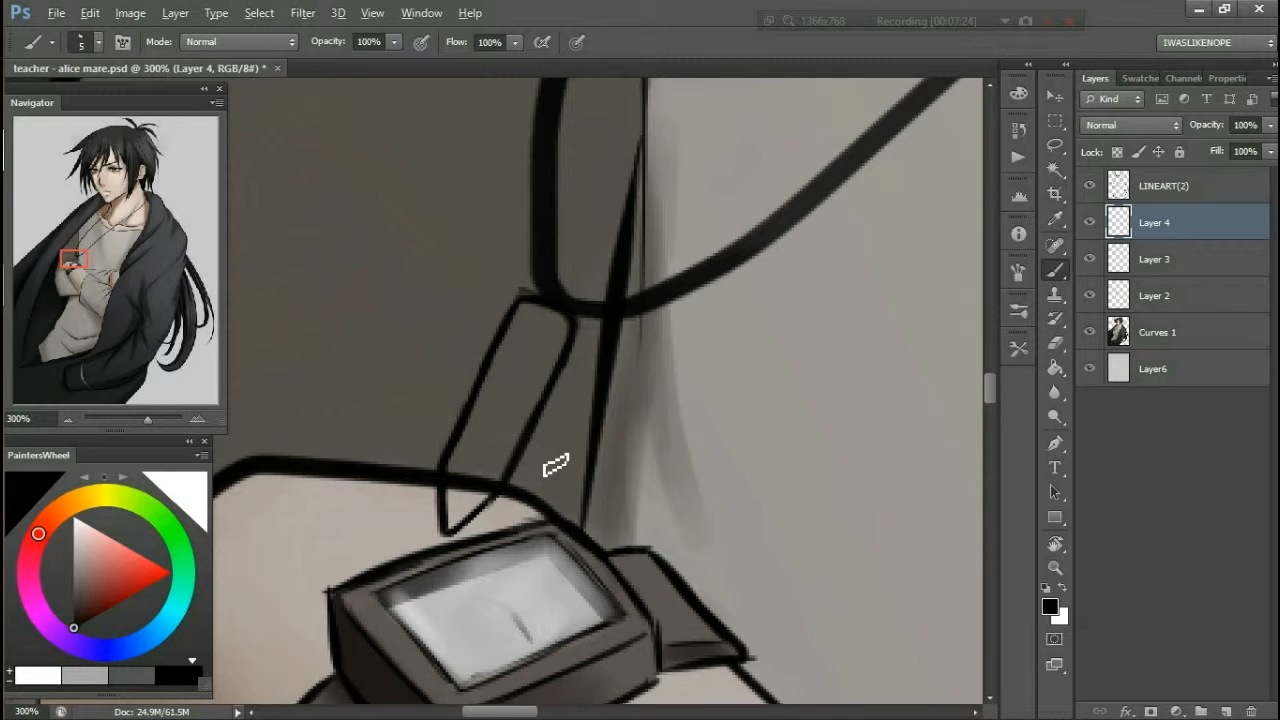 Ps File Edit Image Layer Type Select Filter 3D View Window Help
1366x768 Recording [00:07:24]
5 Mode: Normal Opacity: 100% Flow: 100% IWASLIKENOPE
teacher - alice mare.psd @ 300% (Layer 4, RGB/8#) *
Navigator
300%
PaintersWheel
Layers Swatche Channel Properti
Kind
Normal Opacity: 100%
Lock: Fill: 100%
LINEART(2)
Layer 4
Layer 3
Layer 2
Curves 1
Layer6
300% Doc: 24.9M/61.5M